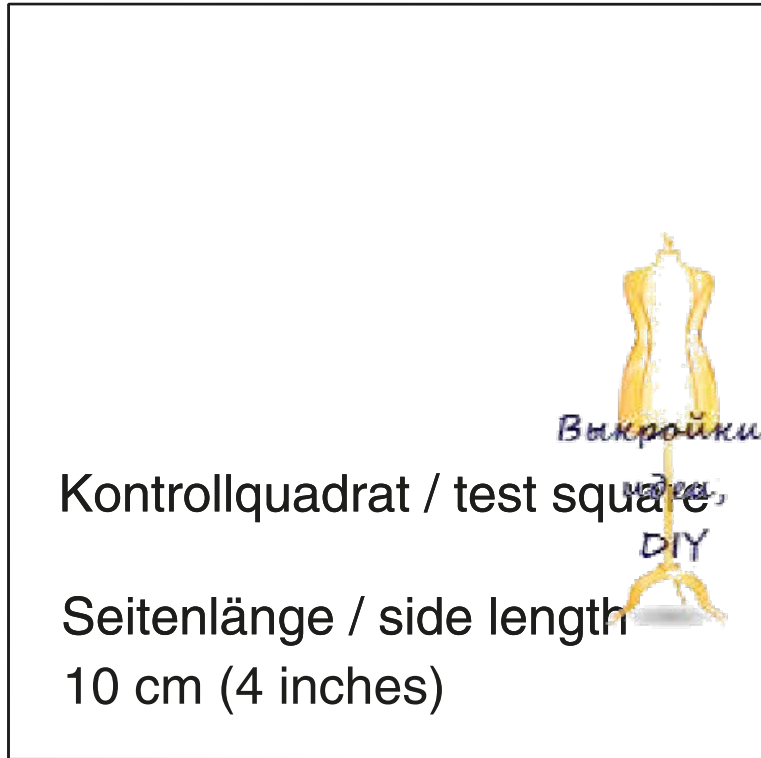 Выкройки
Kontrollquadrat / test square
идеи,
DIY
Seitenlänge / side length
10 cm (4 inches)